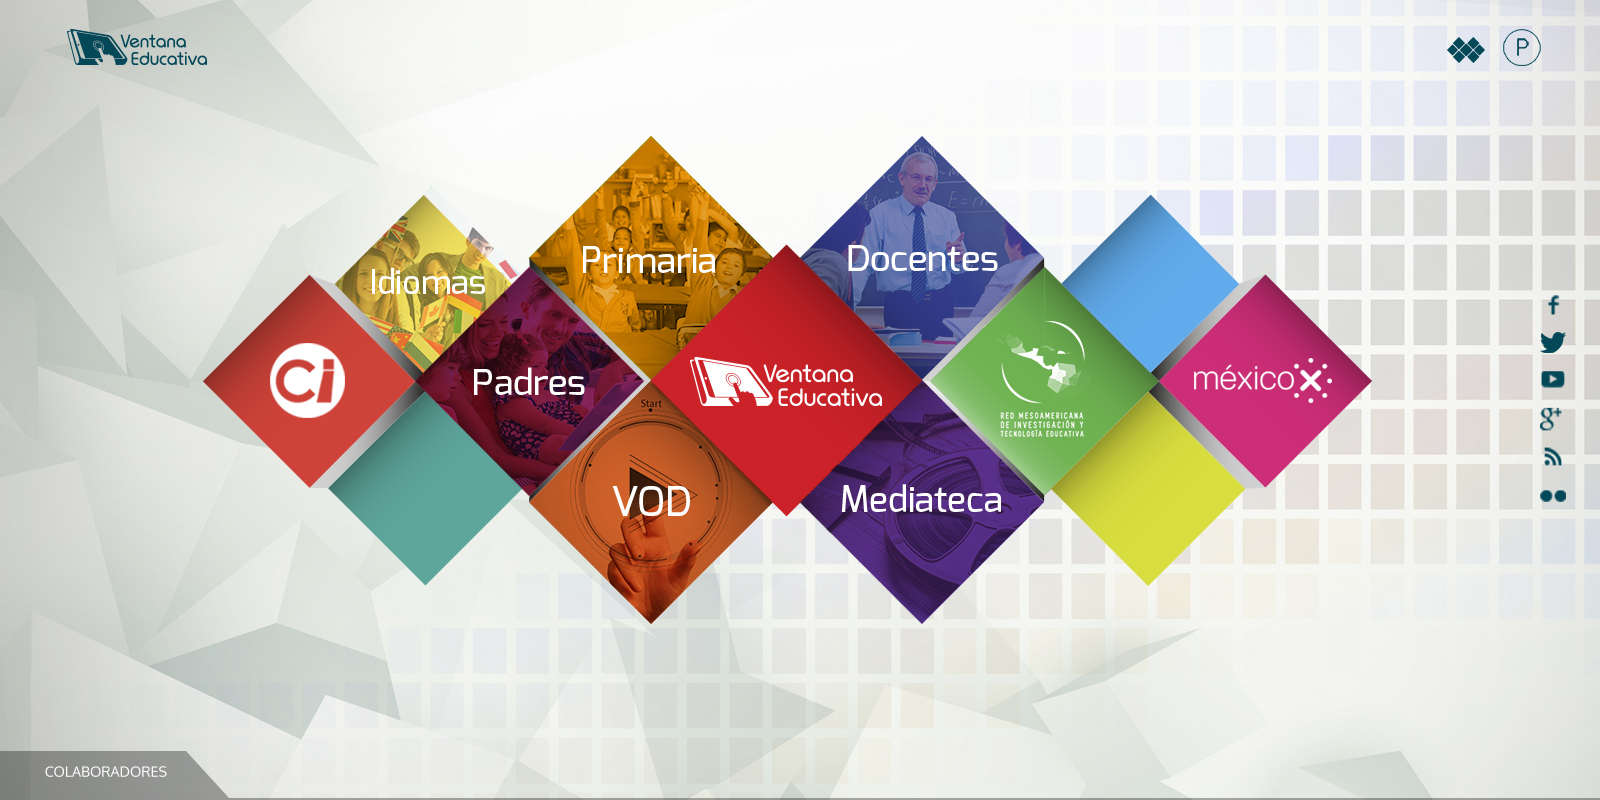 Ventana
Educativa
P
Idiomas
Primaria
Docentes
Ci
Padres
Start
Ventana
Educativa
RED MESOAMERICANA
DE INVESTIGACIÓN Y
TECNOLOGÍA EDUCATIVA
méxicox
VOD
Mediateca
COLABORADORES